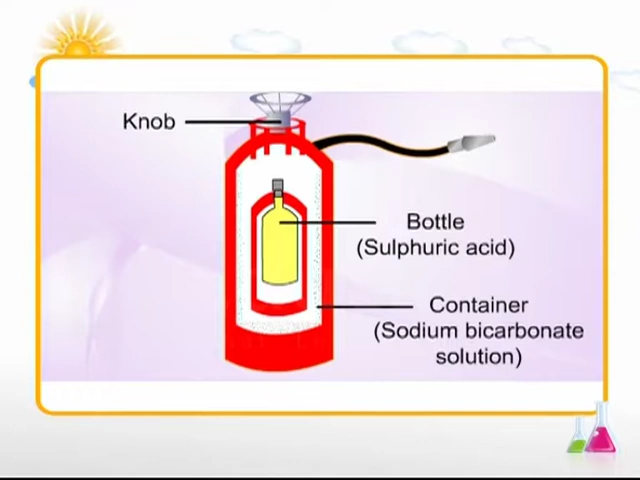 Knob
Bottle
(Sulphuric acid)
Container
(Sodium bicarbonate
solution)